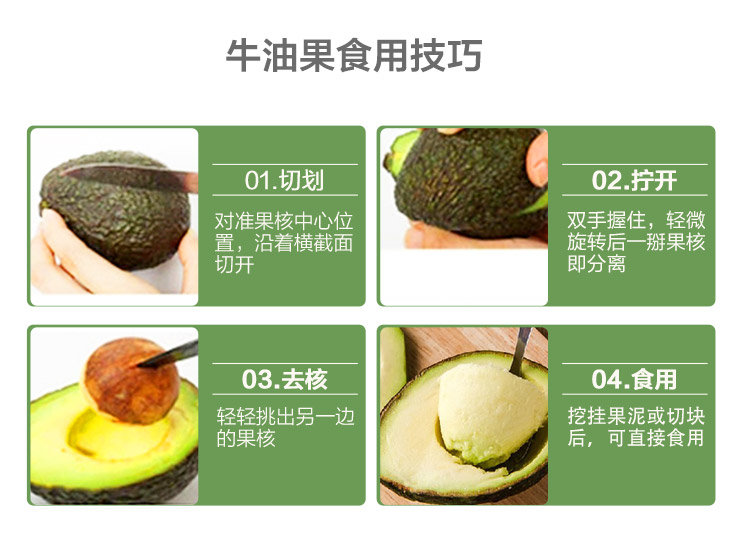 牛油果食用技巧
01.切划
对准果核中心位
置，沿着横截面
切开
02.拧开
双手握住，轻微
旋转后一掰果核
即分离
03.去核
轻轻挑出另一边
的果核
04.食用
挖挂果泥或切块
后，可直接食用